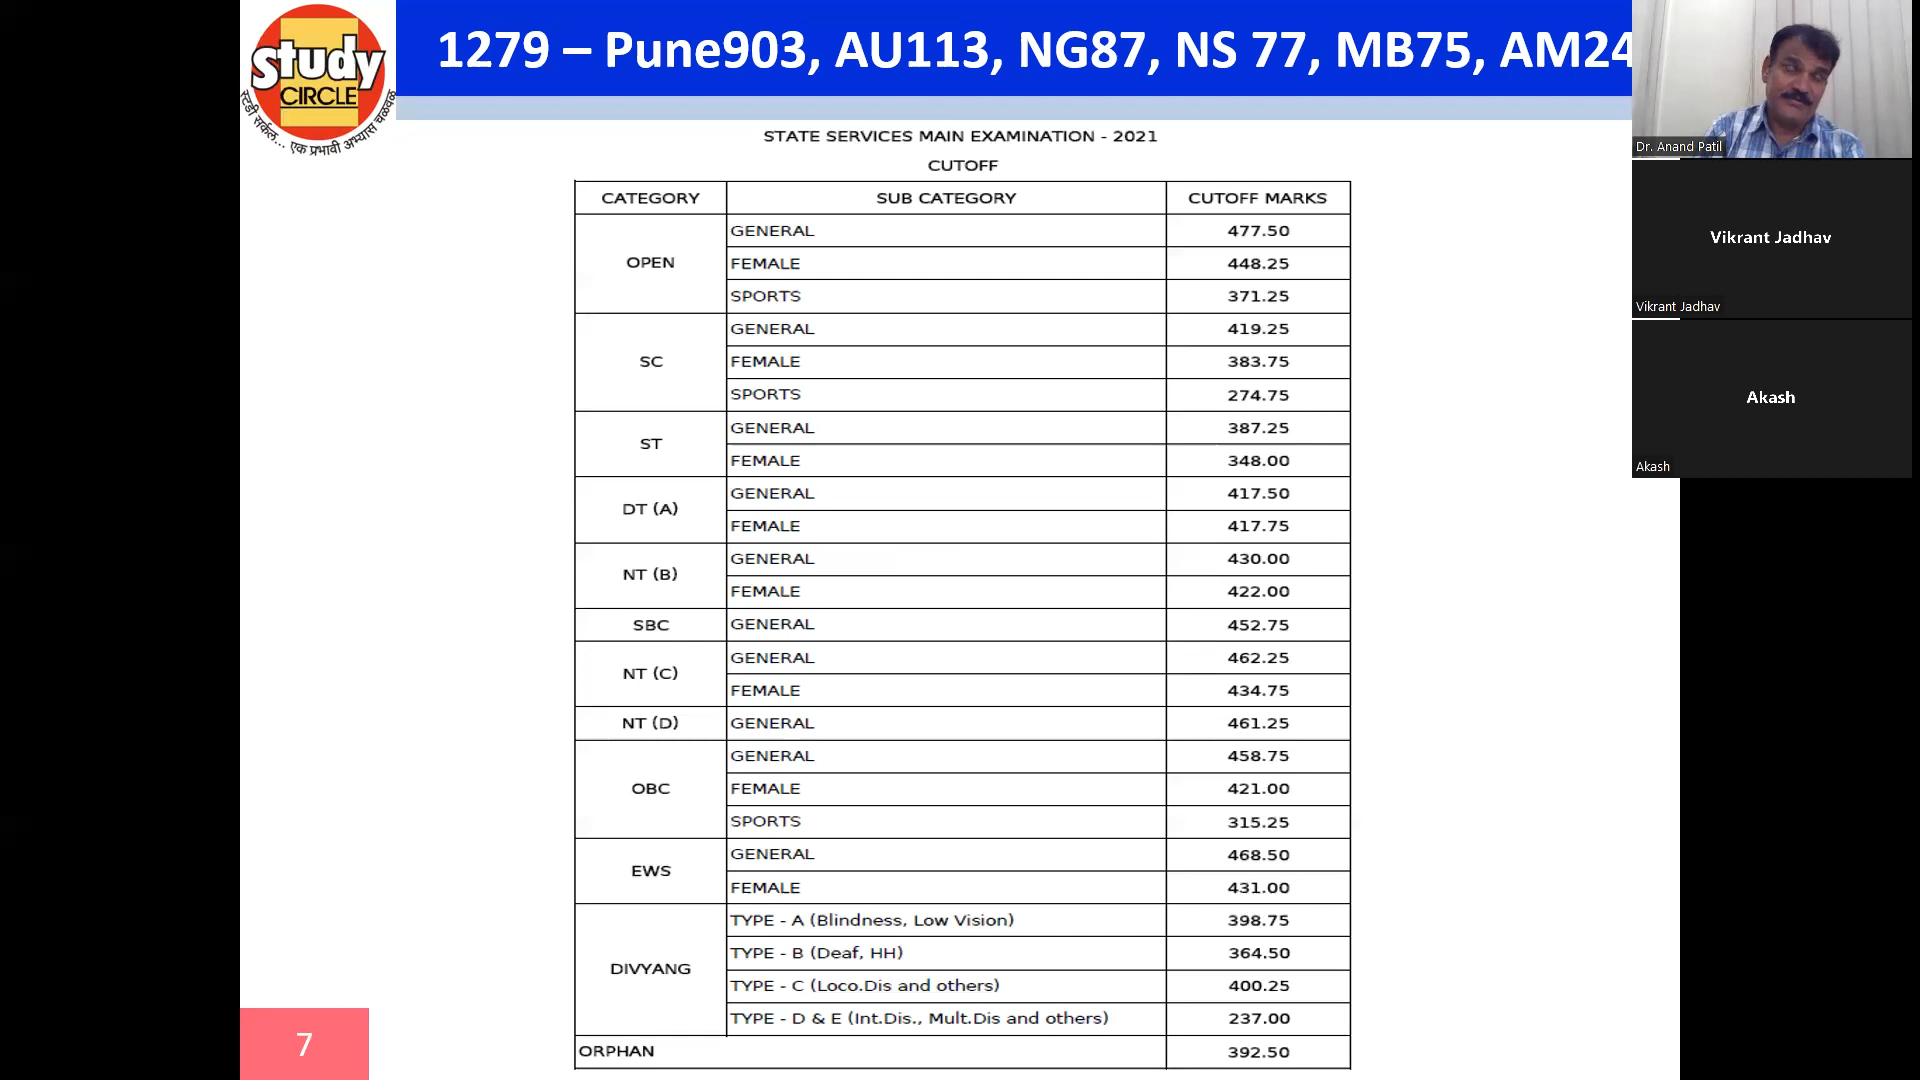 study
CIRCLE
स्टडी सर्कल... एक प्रभावी अभ्यास चळवळ
1279 – Pune903, AU113, NG87, NS 77, MB75, AM24
STATE SERVICES MAIN EXAMINATION - 2021
CUTOFF
CATEGORY SUB CATEGORY CUTOFF MARKS
OPEN GENERAL 477.50
FEMALE 448.25
SPORTS 371.25
SC GENERAL 419.25
FEMALE 383.75
SPORTS 274.75
ST GENERAL 387.25
FEMALE 348.00
DT (A) GENERAL 417.50
FEMALE 417.75
NT (B) GENERAL 430.00
FEMALE 422.00
SBC GENERAL 452.75
NT (C) GENERAL 462.25
FEMALE 434.75
NT (D) GENERAL 461.25
OBC GENERAL 458.75
FEMALE 421.00
SPORTS 315.25
EWS GENERAL 468.50
FEMALE 431.00
DIVYANG TYPE - A (Blindness, Low Vision) 398.75
TYPE - B (Deaf, HH) 364.50
TYPE - C (Loco.Dis and others) 400.25
TYPE - D & E (Int.Dis., Mult.Dis and others) 237.00
ORPHAN 392.50
7
Dr. Anand Patil
Vikrant Jadhav
Vikrant Jadhav
Akash
Akash